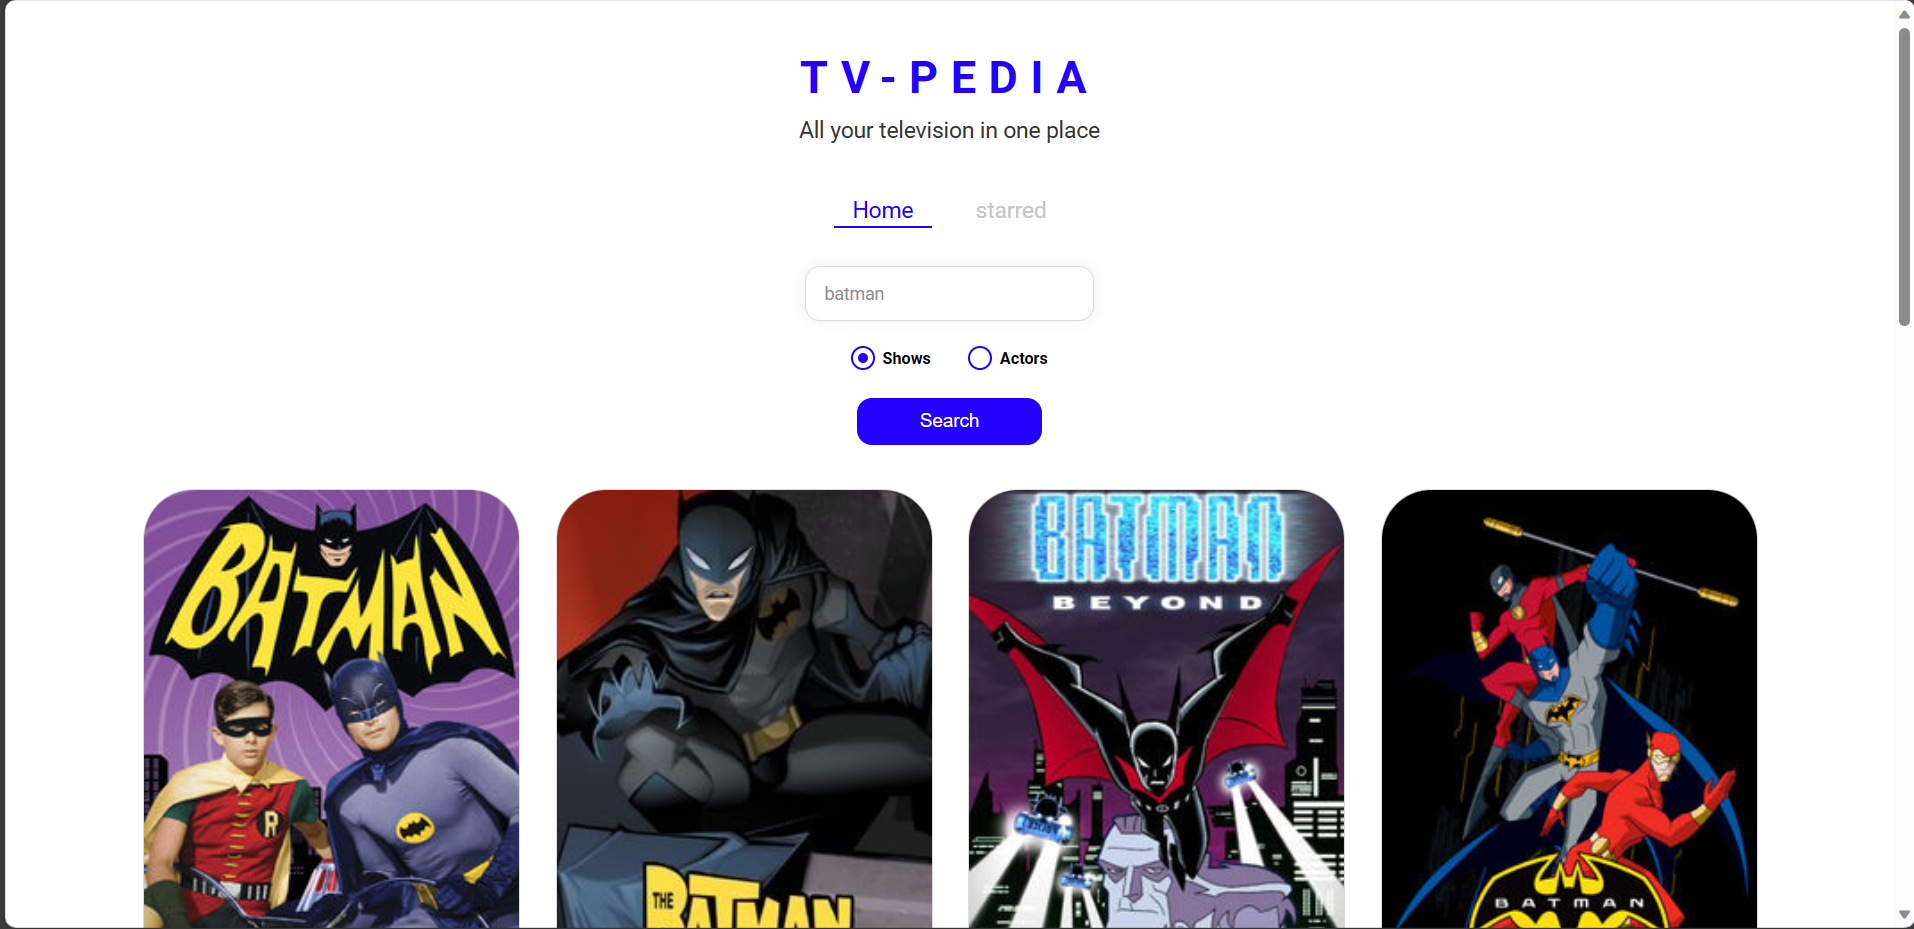 TV-PEDIA
All your television in one place
Home starred
batman
Shows Actors
Search
BATMAN
R
THE BATMAN
BATMAN
BEYOND
BATMAN